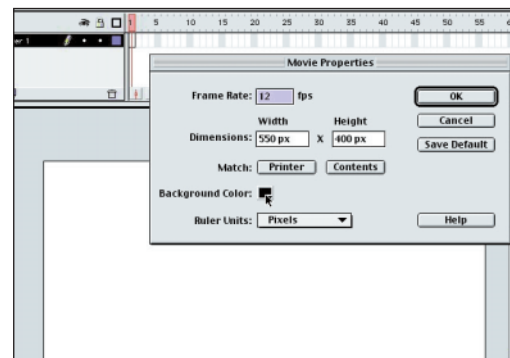 1 5 10 15 20 25 30 35 40 45 50 55
er 1
Movie Properties
Frame Rate: 12 fps
OK
Width Height
Cancel
Dimensions: 550 px X 400 px
Save Default
Match: Printer Contents
Background Color:
Ruler Units: Pixels
Help